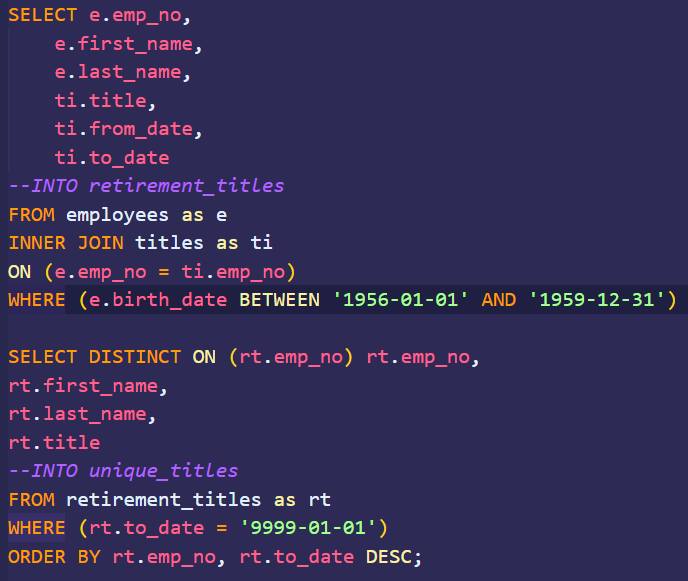 SELECT e.emp_no,
    e.first_name,
    e.last_name,
    ti.title,
    ti.from_date,
    ti.to_date
--INTO retirement_titles
FROM employees as e
INNER JOIN titles as ti
ON (e.emp_no = ti.emp_no)
WHERE (e.birth_date BETWEEN '1956-01-01' AND '1959-12-31')

SELECT DISTINCT ON (rt.emp_no) rt.emp_no,
rt.first_name,
rt.last_name,
rt.title
--INTO unique_titles
FROM retirement_titles as rt
WHERE (rt.to_date = '9999-01-01')
ORDER BY rt.emp_no, rt.to_date DESC;